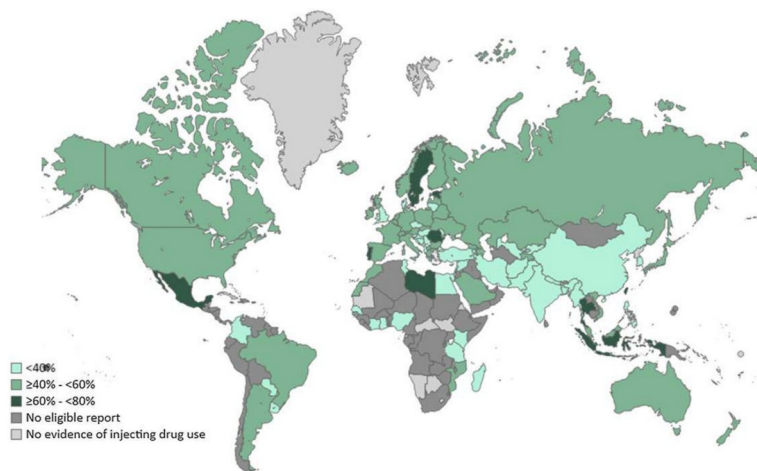 <40%
≥40% - <60%
≥60% - <80%
No eligible report
No evidence of injecting drug use